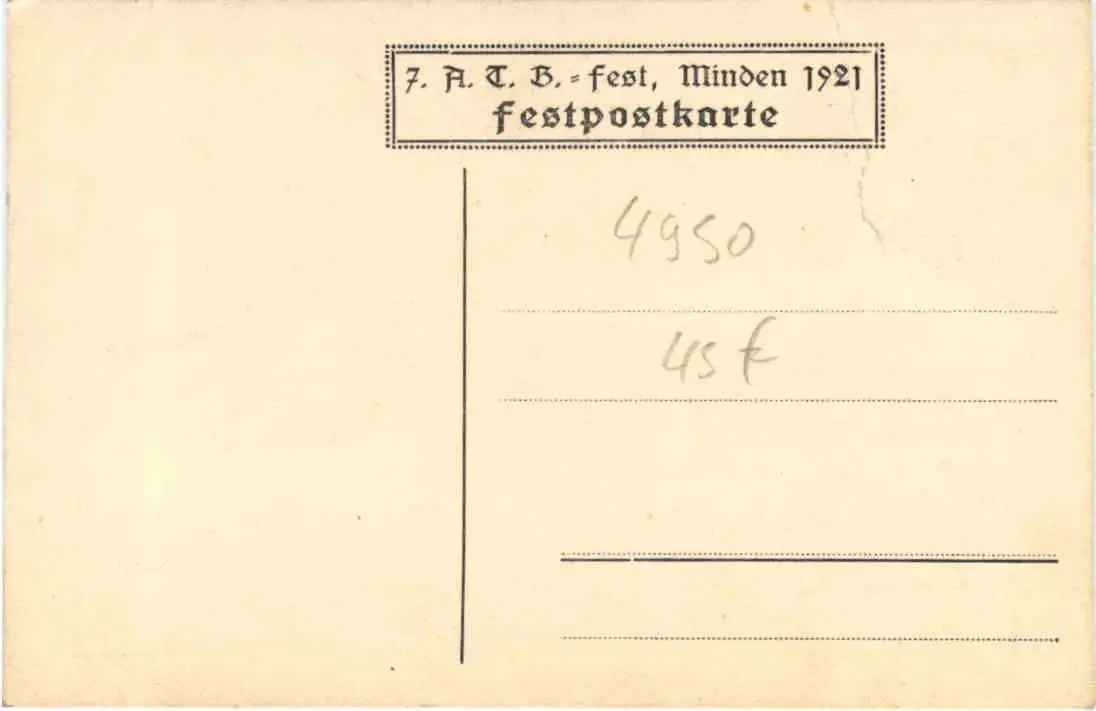 7. A. T. B. = Fest, Minden 1921
Festpostkarte
4950
45 €